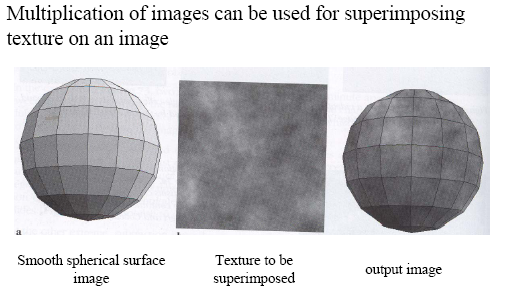 Multiplication of images can be used for superimposing
texture on an image
a
Smooth spherical surface
image
Texture to be
superimposed
output image